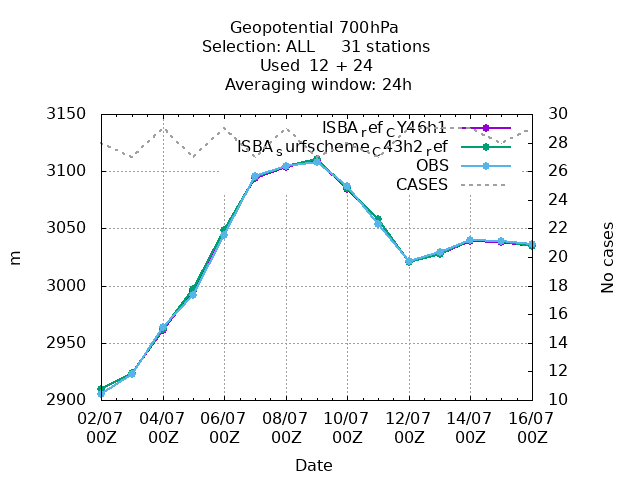 Geopotential 700hPa
Selection: ALL     31 stations
Used  12 + 24
Averaging window: 24h
3150
3100
3050
3000
2950
2900
m
30
28
26
24
22
20
18
16
14
12
10
No cases
ISBA_ref_CY46h1
ISBA_surfscheme_C43h2_ref
OBS
CASES
02/07 04/07 06/07 08/07 10/07 12/07 14/07 16/07
00Z 00Z 00Z 00Z 00Z 00Z 00Z 00Z
Date